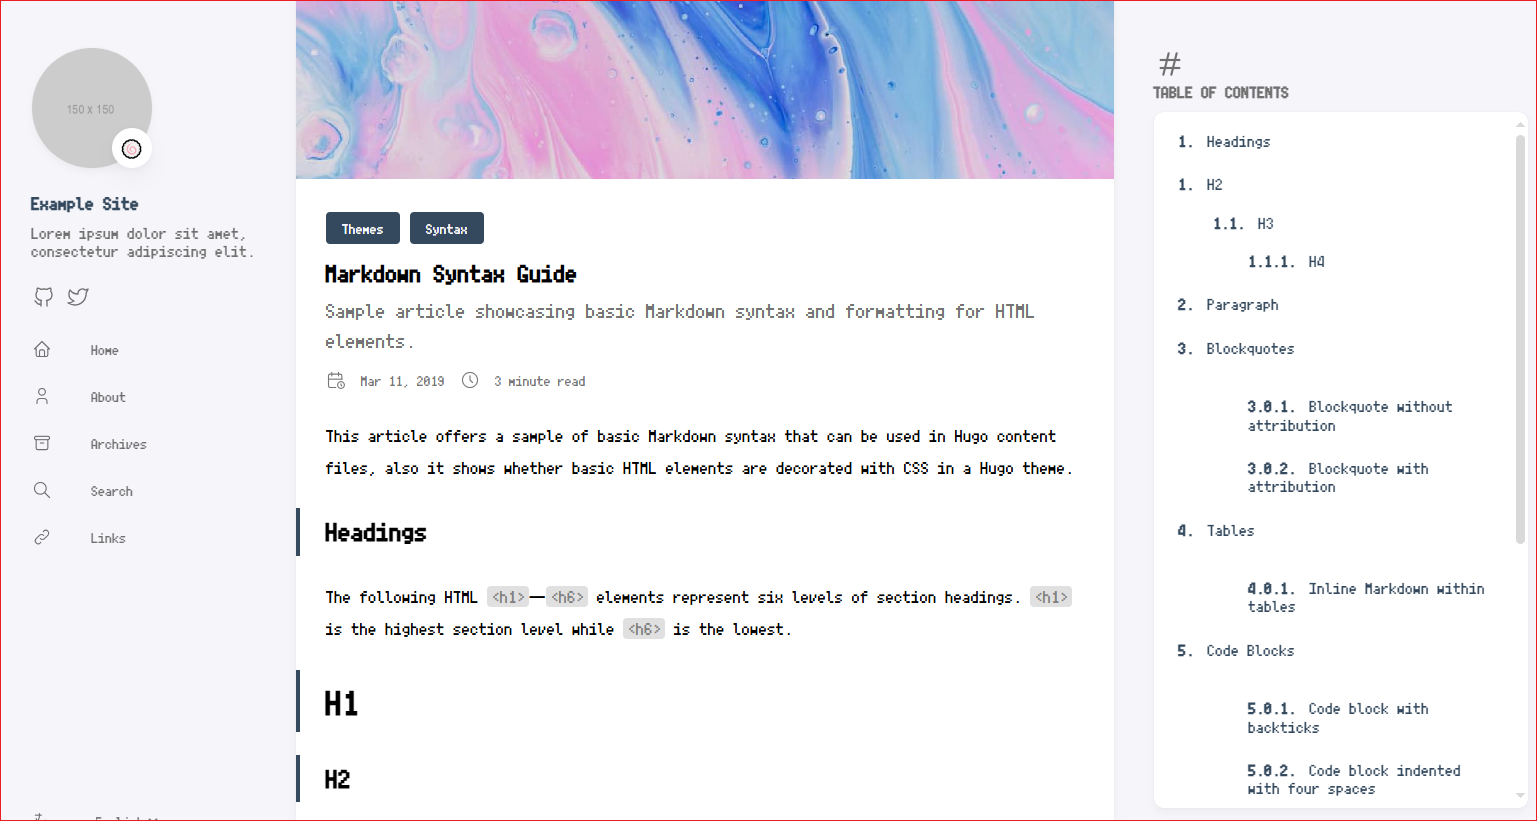 150 x 150
Example Site
Lorem ipsum dolor sit amet,
consectetur adipiscing elit.
Home
About
Archives
Search
Links
Themes
Syntax
Markdown Syntax Guide
Sample article showcasing basic Markdown syntax and formatting for HTML
elements.
Mar 11, 2019
3 minute read
This article offers a sample of basic Markdown syntax that can be used in Hugo content
files, also it shows whether basic HTML elements are decorated with CSS in a Hugo theme.
Headings
The following HTML <h1>—<h6> elements represent six levels of section headings. <h1>
is the highest section level while <h6> is the lowest.
H1
H2
TABLE OF CONTENTS
1. Headings
1. H2
1.1. H3
1.1.1. H4
2. Paragraph
3. Blockquotes
3.0.1. Blockquote without
attribution
3.0.2. Blockquote with
attribution
4. Tables
4.0.1. Inline Markdown within
tables
5. Code Blocks
5.0.1. Code block with
backticks
5.0.2. Code block indented
with four spaces